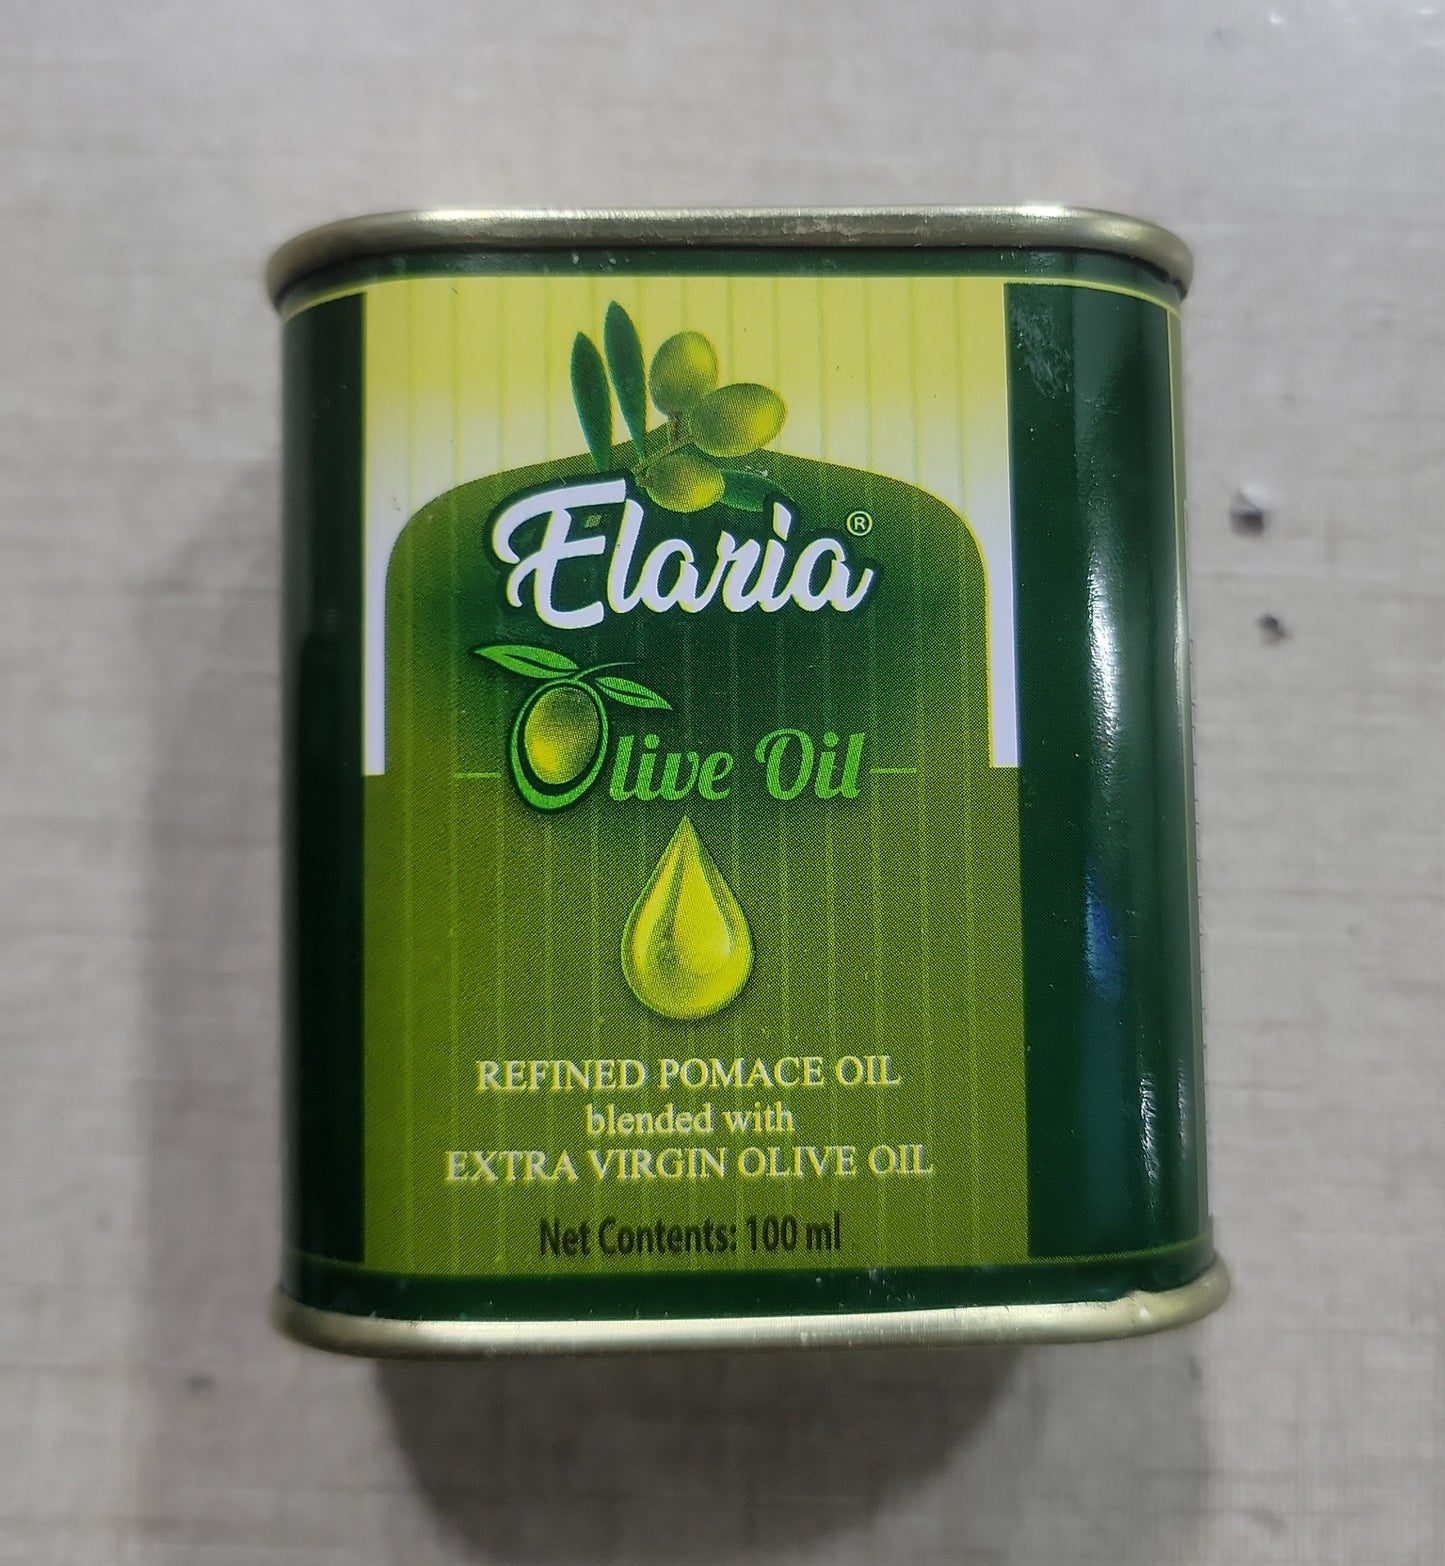 Elaria®
Olive Oil
REFINED POMACE OIL
blended with
EXTRA VIRGIN OLIVE OIL
Net Contents: 100 ml